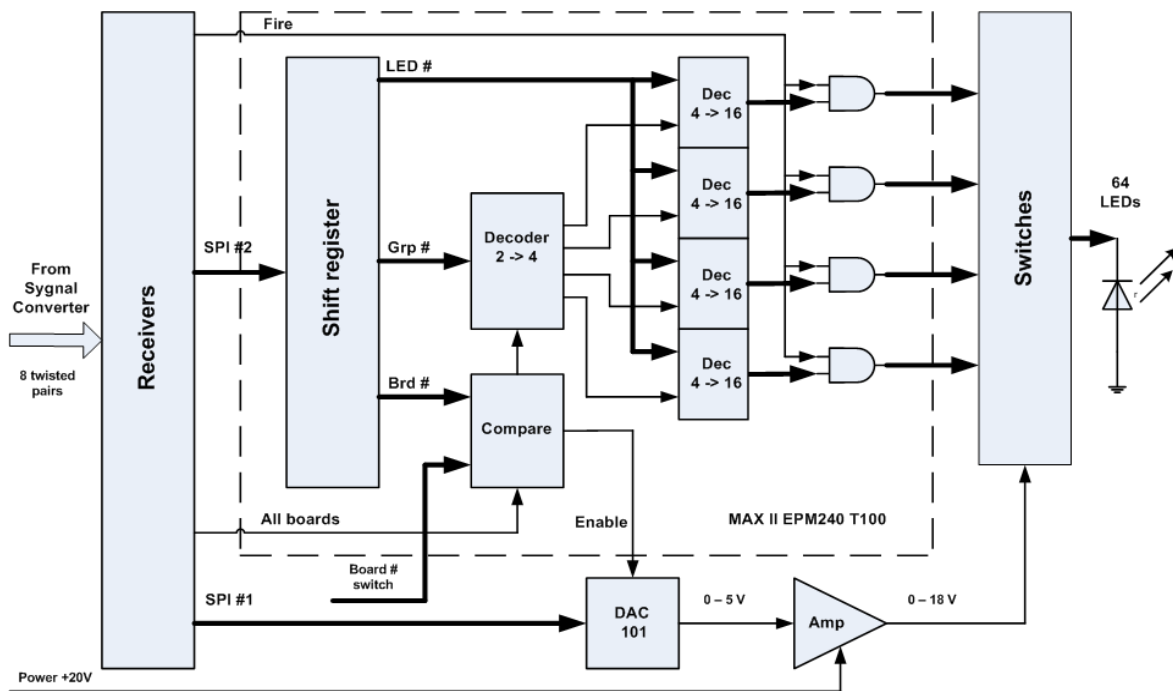 Fire
LED #
Dec
4 -> 16
Dec
4 -> 16
Dec
4 -> 16
Dec
4 -> 16
64
LEDs
SPI #2
Grp #
Decoder
2 -> 4
From
Sygnal
Converter
8 twisted
pairs
Receivers
Shift register
Switches
r
Brd #
Compare
All boards
Enable
MAX II EPM240 T100
Board #
switch
SPI #1
DAC
101
0 – 5 V
Amp
0 – 18 V
Power +20V